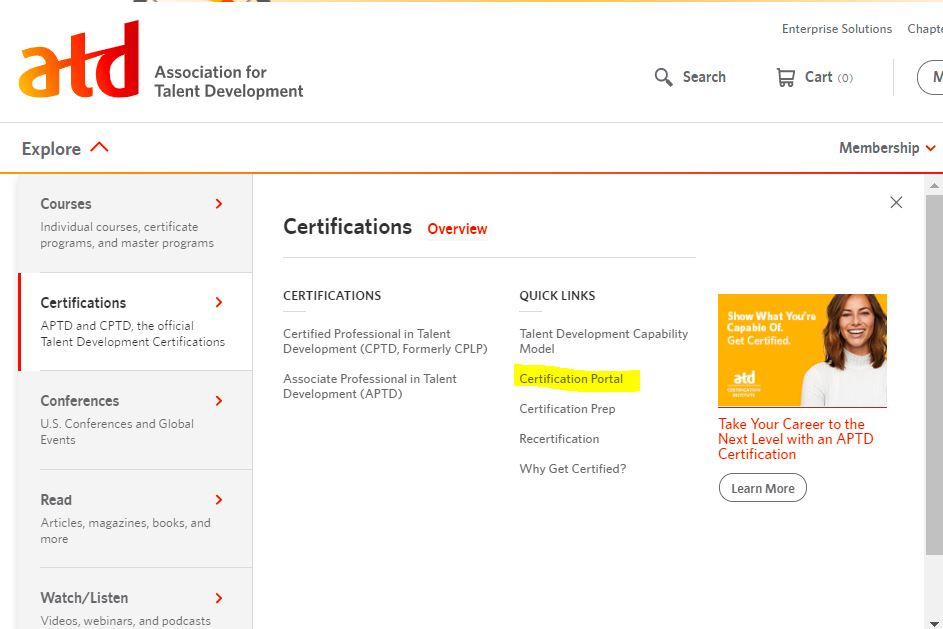 Enterprise Solutions
atd
Association for
Talent Development
Search
Cart (0)
M
Explore
Membership
Courses
Individual courses, certificate
programs, and master programs
Certifications
APTD and CPTD, the official
Talent Development Certifications
Conferences
U.S. Conferences and Global
Events
Read
Articles, magazines, books, and
more
Watch/Listen
Videos, webinars, and podcasts
Certifications Overview
CERTIFICATIONS
Certified Professional in Talent
Development (CPTD, Formerly CPLP)
Associate Professional in Talent
Development (APTD)
QUICK LINKS
Talent Development Capability
Model
Certification Portal
Certification Prep
Recertification
Why Get Certified?
Show What You're
Capable Of.
Get Certified.
atd
CERTIFICATION
INSTITUTE
Take Your Career to the
Next Level with an APTD
Certification
Learn More